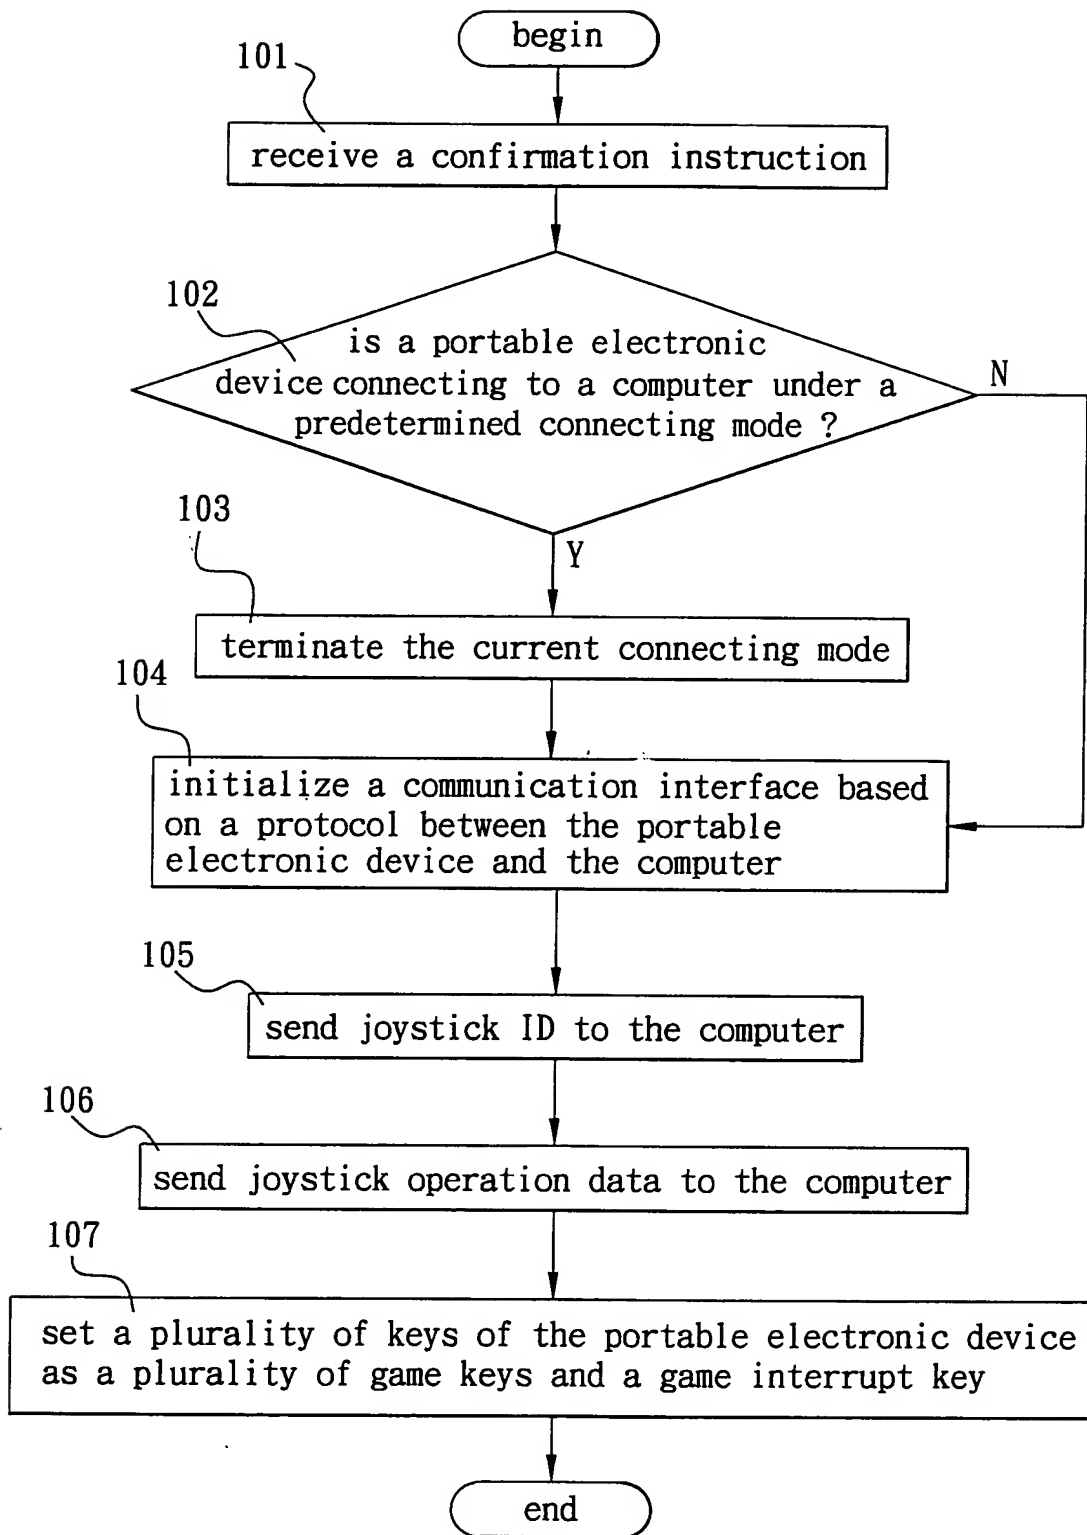 begin
101
receive a confirmation instruction
102
is a portable electronic
device connecting to a computer under a
predetermined connecting mode ?
N
103
Y
terminate the current connecting mode
104
initialize a communication interface based
on a protocol between the portable
electronic device and the computer
105
send joystick ID to the computer
106
send joystick operation data to the computer
107
set a plurality of keys of the portable electronic device
as a plurality of game keys and a game interrupt key
end